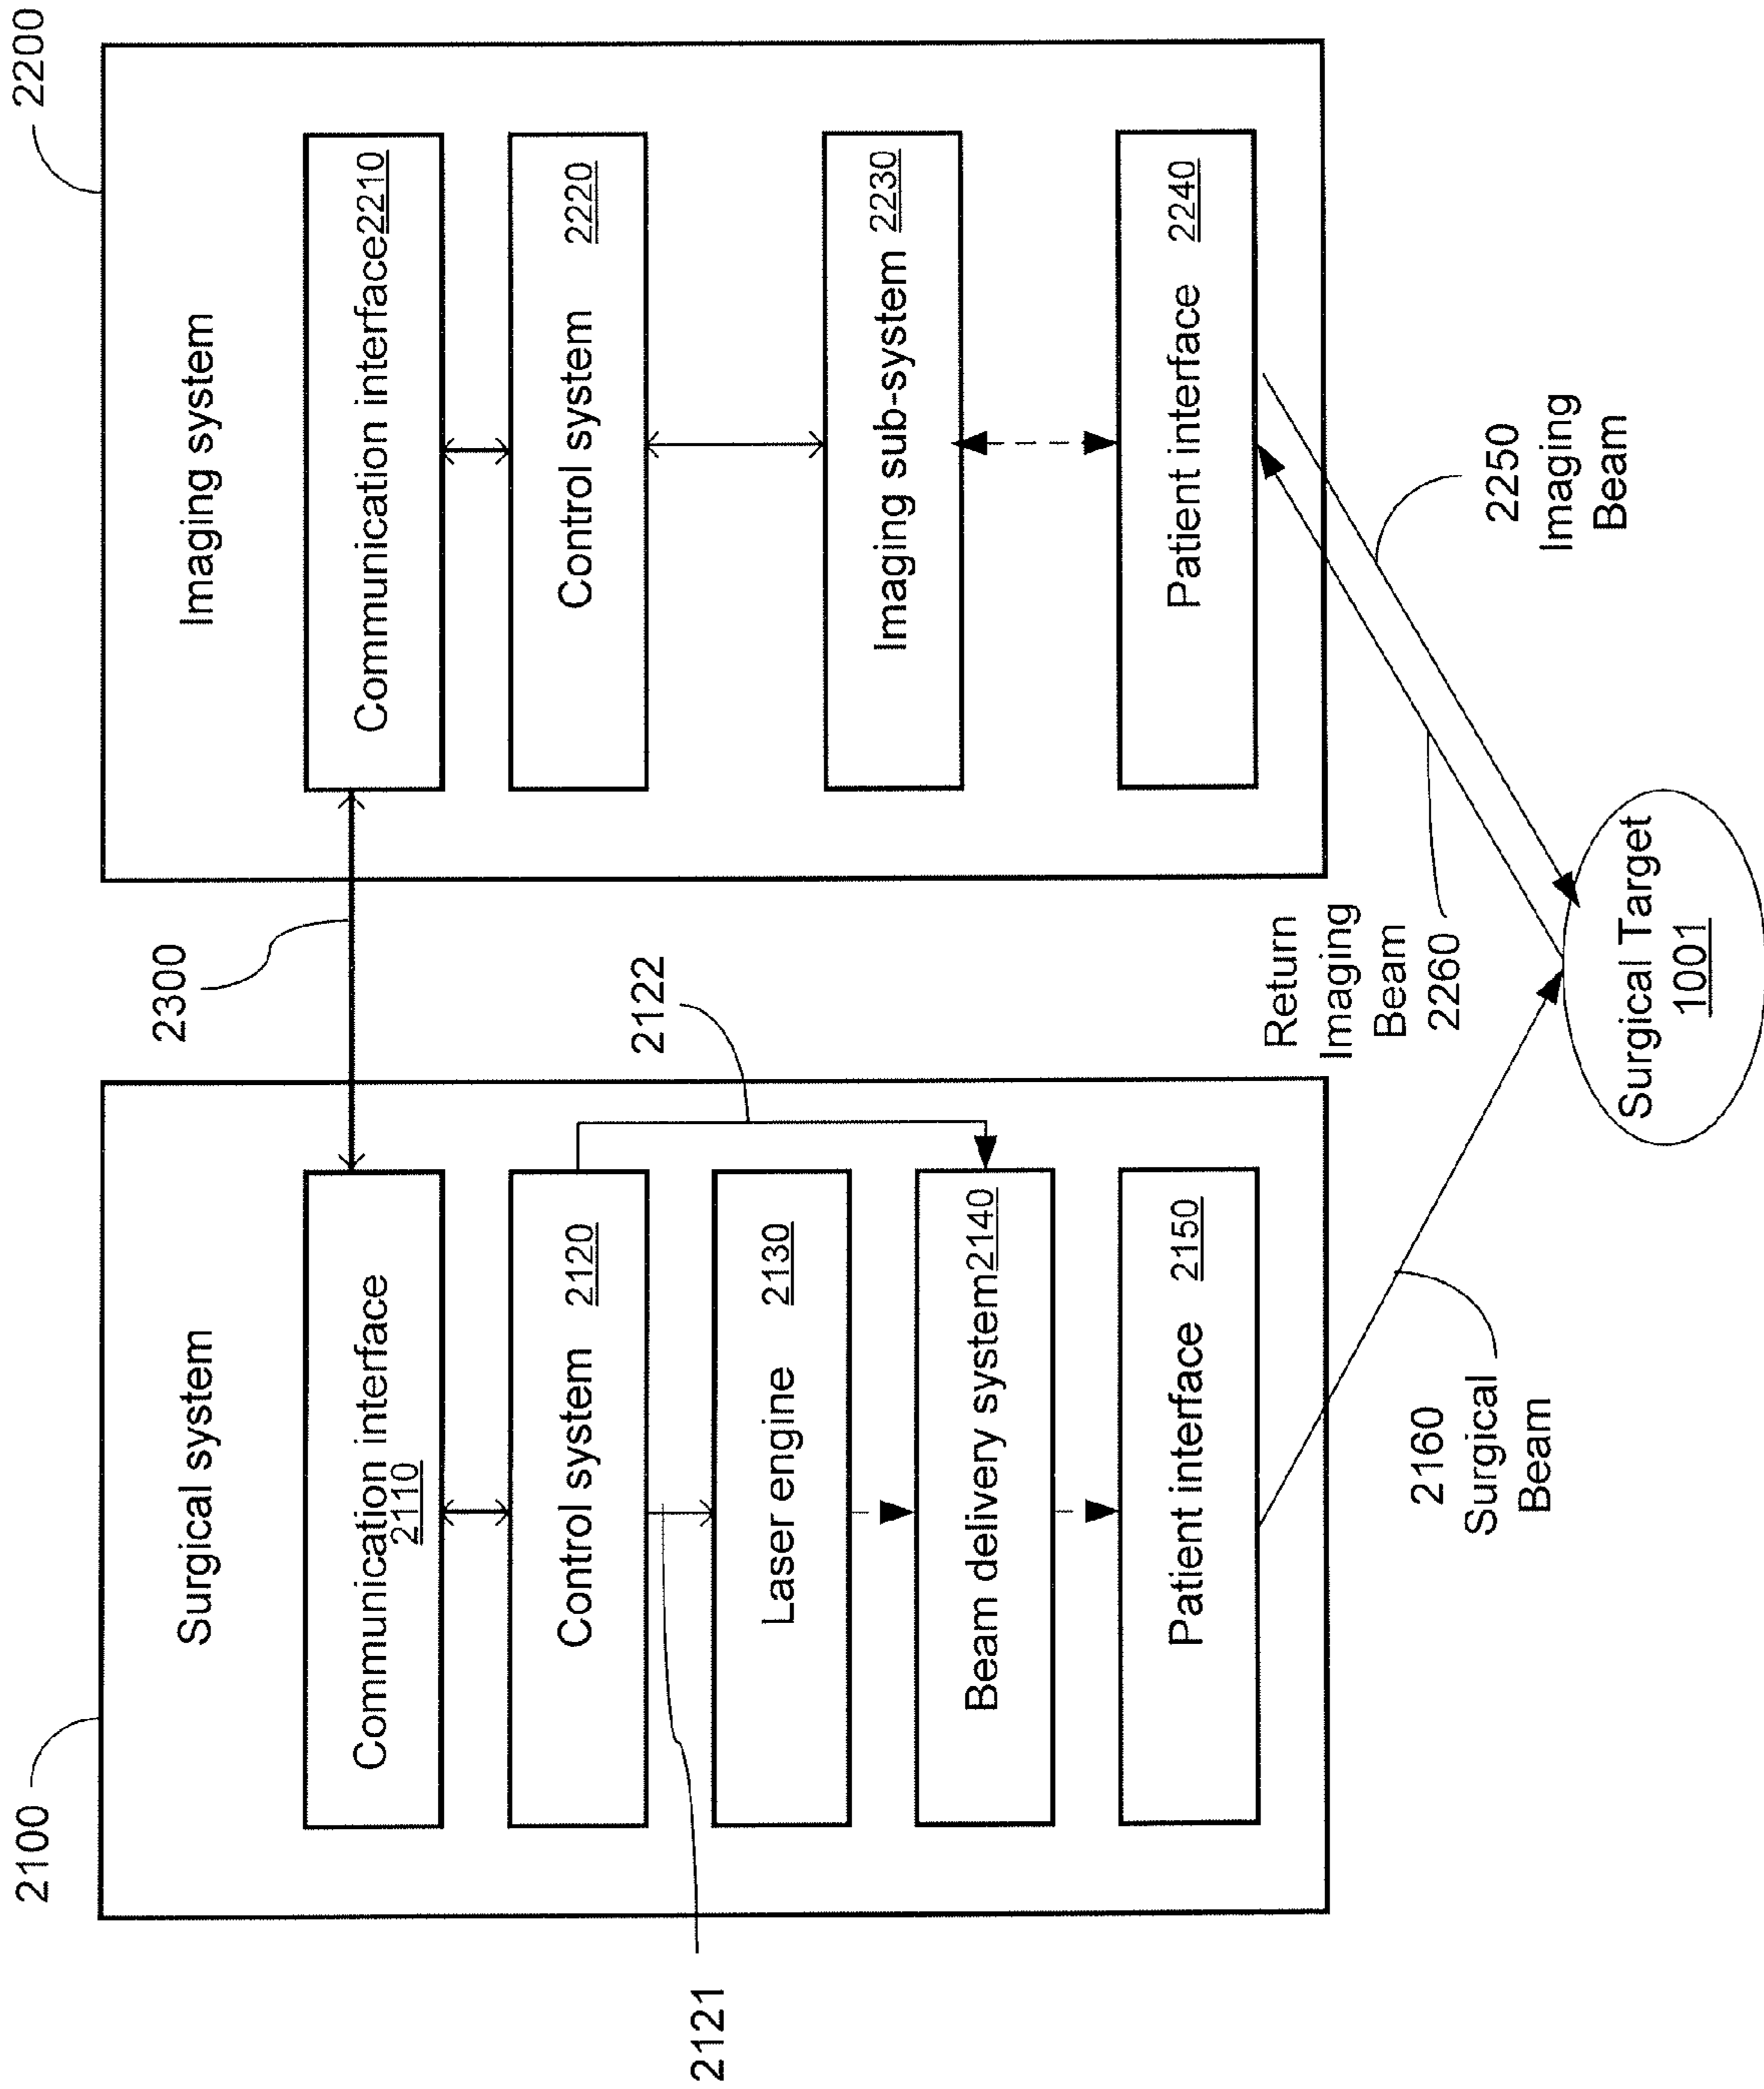 2100
Surgical system
Communication interface
2110
Control system 2120
Laser engine 2130
Beam delivery system2140
Patient interface 2150
2121
2122
2300
2160
Surgical
Beam
2200
Imaging system
Communication interface2210
Control system 2220
Imaging sub-system 2230
Patient interface 2240
Return
Imaging
Beam
2260
2250
Imaging
Beam
Surgical Target
1001